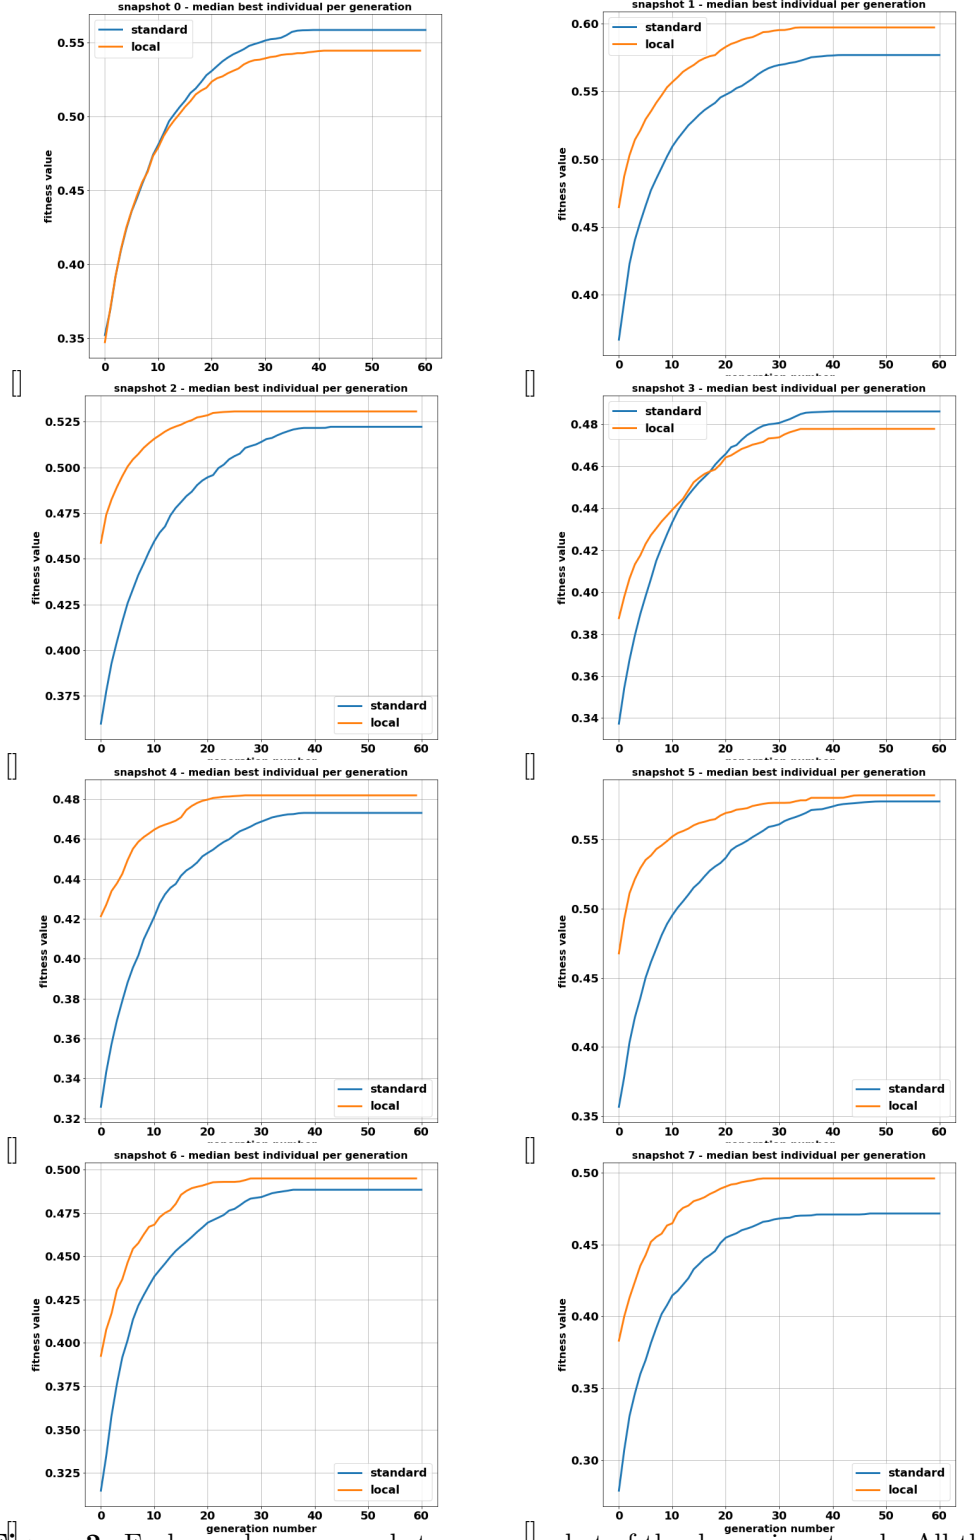 snapshot 0 - median best individual per generation
standard
local
fitness value
0.55
0.50
0.45
0.40
0.35
0 10 20 30 40 50 60
[]
snapshot 1 - median best individual per generation
standard
local
fitness value
0.60
0.55
0.50
0.45
0.40
0 10 20 30 40 50 60
[]
snapshot 2 - median best individual per generation
fitness value
0.525
0.500
0.475
0.450
0.425
0.400
0.375
standard
local
0 10 20 30 40 50 60
[]
snapshot 3 - median best individual per generation
standard
local
fitness value
0.48
0.46
0.44
0.42
0.40
0.38
0.36
0.34
0 10 20 30 40 50 60
[]
snapshot 4 - median best individual per generation
fitness value
0.48
0.46
0.44
0.42
0.40
0.38
0.36
0.34
0.32
standard
local
0 10 20 30 40 50 60
[]
snapshot 5 - median best individual per generation
fitness value
0.55
0.50
0.45
0.40
0.35
standard
local
0 10 20 30 40 50 60
[]
snapshot 6 - median best individual per generation
fitness value
0.500
0.475
0.450
0.425
0.400
0.375
0.350
0.325
standard
local
0 10 20 30 40 50 60
generation number
[]
snapshot 7 - median best individual per generation
fitness value
0.50
0.45
0.40
0.35
0.30
standard
local
0 10 20 30 40 50 60
generation number
[]